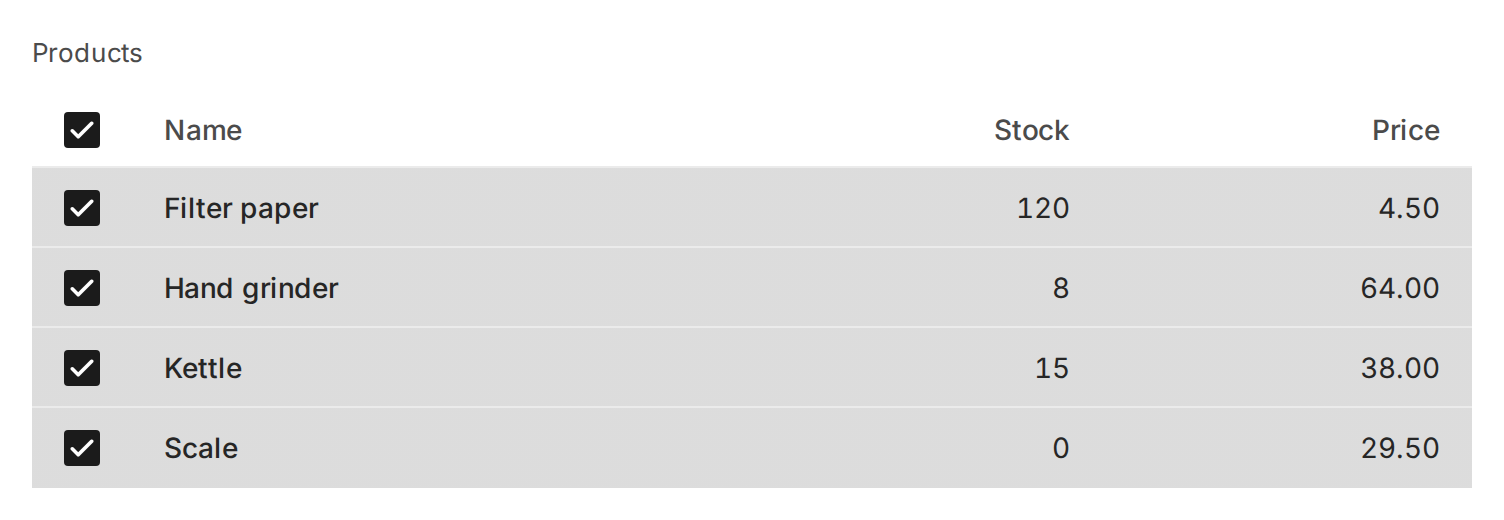 Products
Name Stock Price
Filter paper 120 4.50
Hand grinder 8 64.00
Kettle 15 38.00
Scale 0 29.50